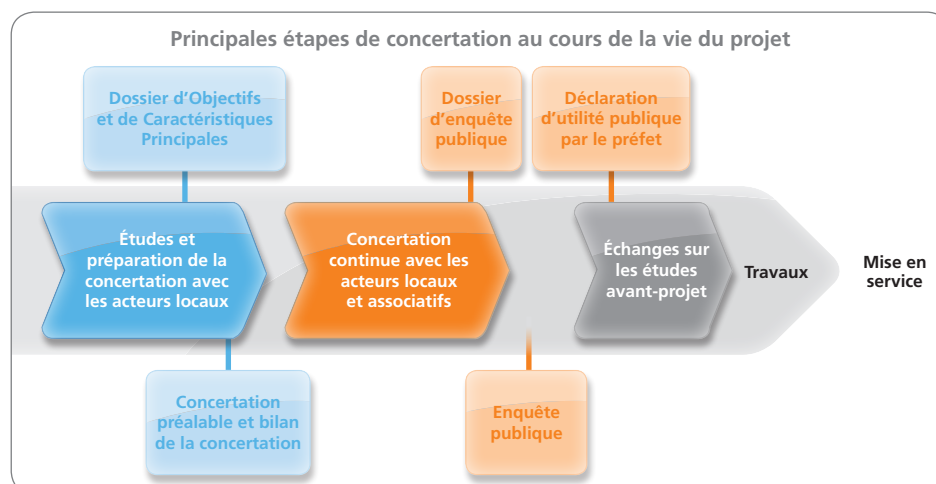 Principales étapes de concertation au cours de la vie du projet
Dossier d’Objectifs
et de Caractéristiques
Principales
Dossier
d’enquête
publique
Déclaration
d’utilité publique
par le préfet
Études et
préparation de la
concertation avec
les acteurs locaux
Concertation
continue avec les
acteurs locaux
et associatifs
Échanges sur
les études
avant-projet
Travaux
Mise en
service
Concertation
préalable et bilan
de la concertation
Enquête
publique